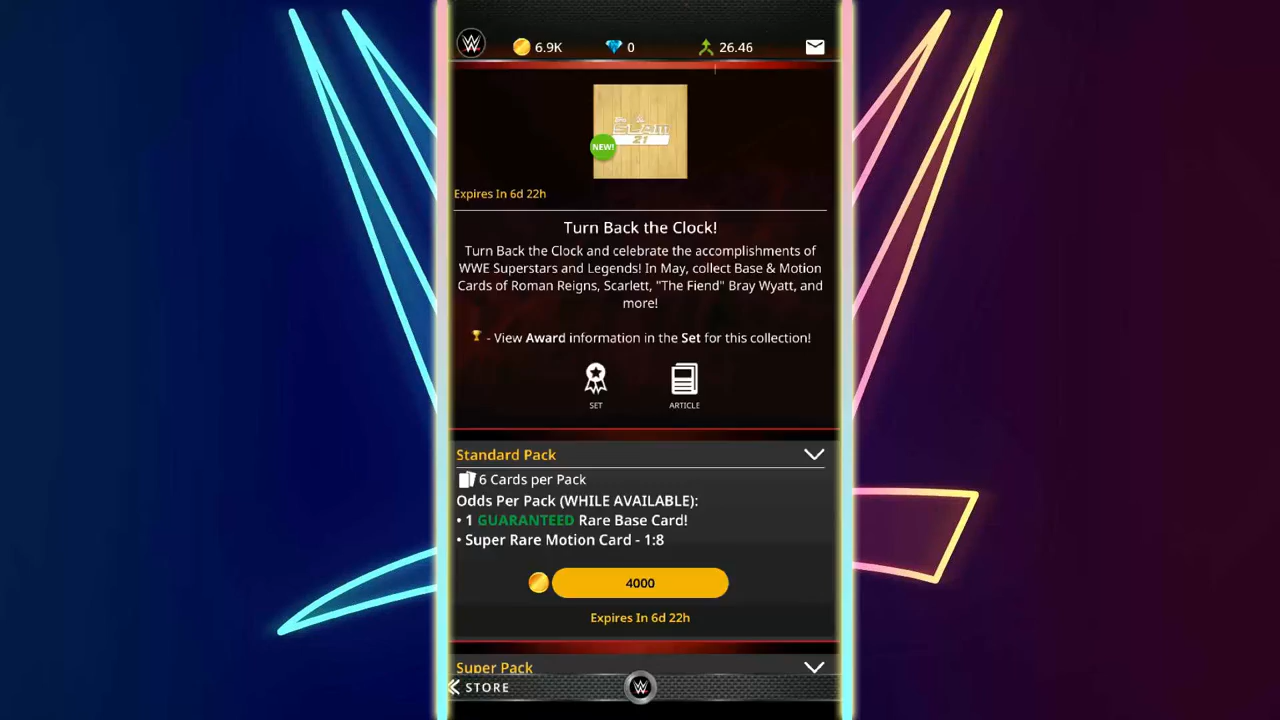 6.9K
0
26.46
Topps
SLAM
21
NEW!
Expires In 6d 22h
Turn Back the Clock!
Turn Back the Clock and celebrate the accomplishments of
WWE Superstars and Legends! In May, collect Base & Motion
Cards of Roman Reigns, Scarlett, "The Fiend" Bray Wyatt, and
more!
- View Award information in the Set for this collection!
SET
ARTICLE
Standard Pack
6 Cards per Pack
Odds Per Pack (WHILE AVAILABLE):
• 1 GUARANTEED Rare Base Card!
• Super Rare Motion Card - 1:8
4000
Expires In 6d 22h
Super Pack
STORE